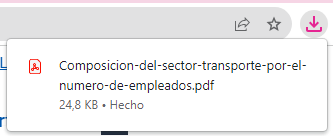 Composicion-del-sector-transporte-por-el-
numero-de-empleados.pdf
24,8 KB • Hecho